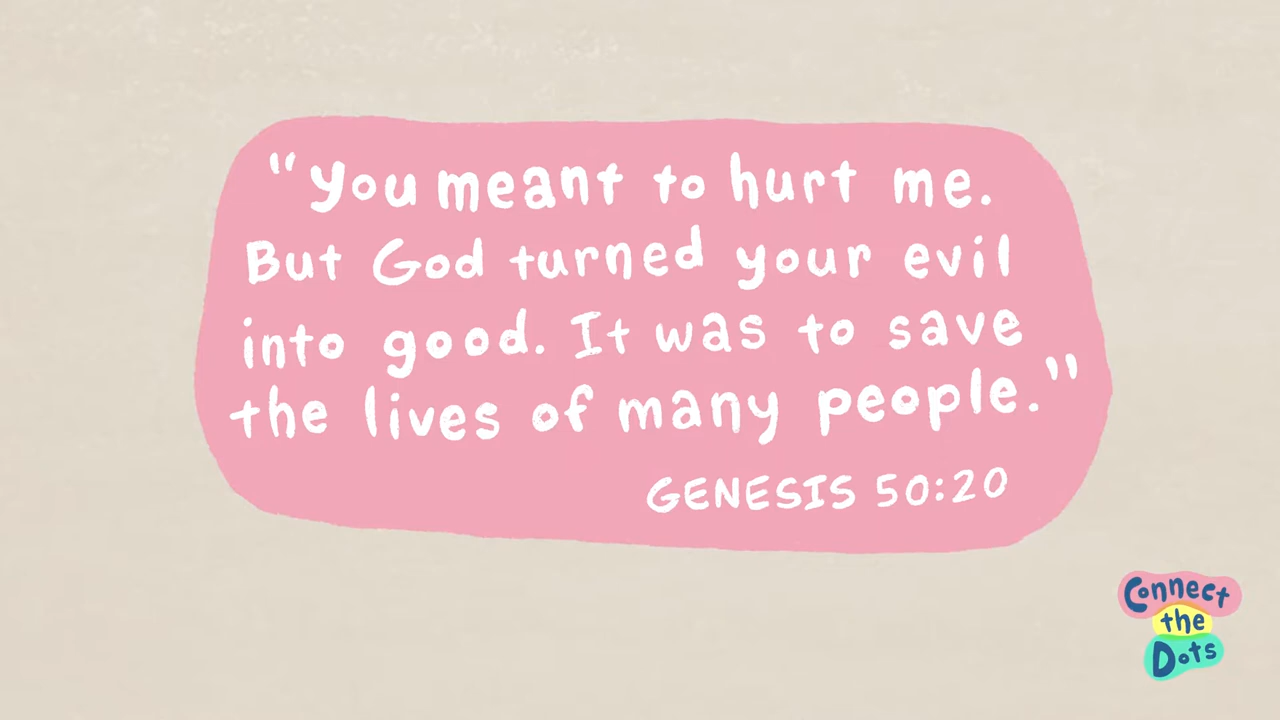 "You meant to hurt me.
But God turned your evil
into good. It was to save
the lives of many people."
GENESIS 50:20
Connect
the
Dots